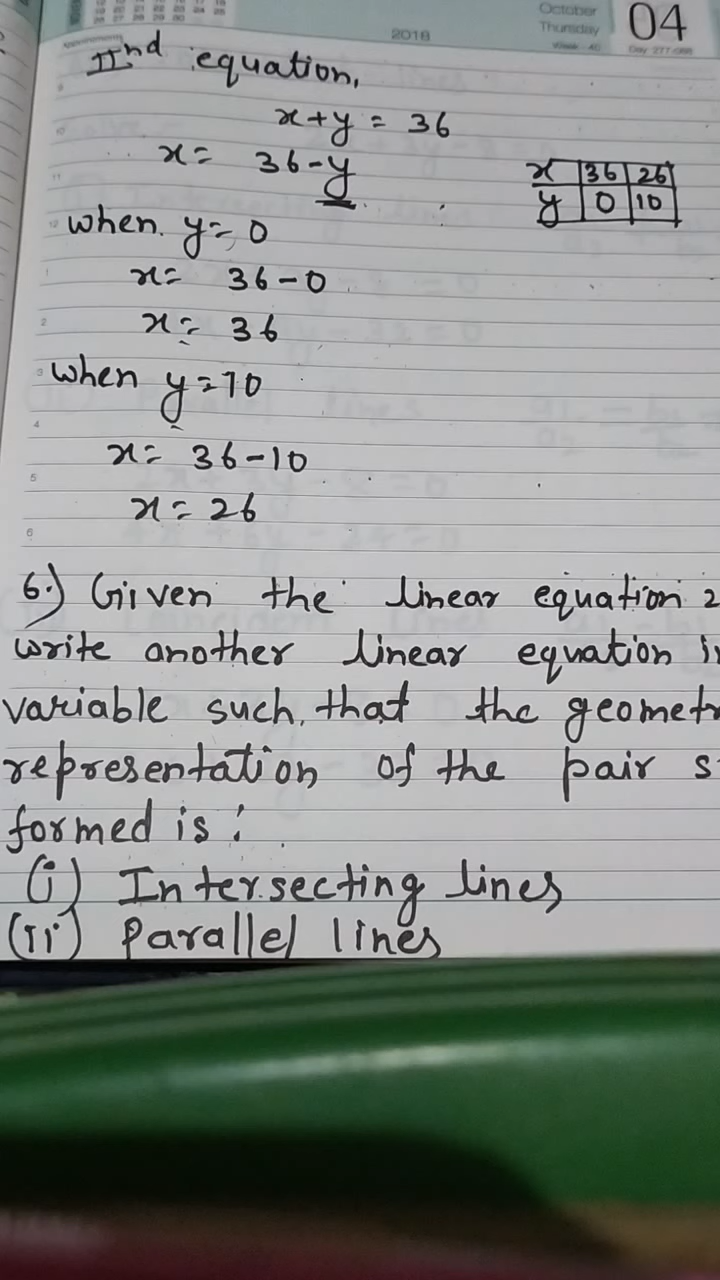 October
Thursday
04
2018
IInd equation,
x+y = 36
x = 36-y
x 36 26
y 0 10
when y=0
x= 36-0
x= 36
when y=10
x= 36-10
x = 26
6.) Given the linear equation 2
write another linear equation
variable such that the geomet
representation of the pair s
formed is :
(i) Intersecting lines
(ii) Parallel lines